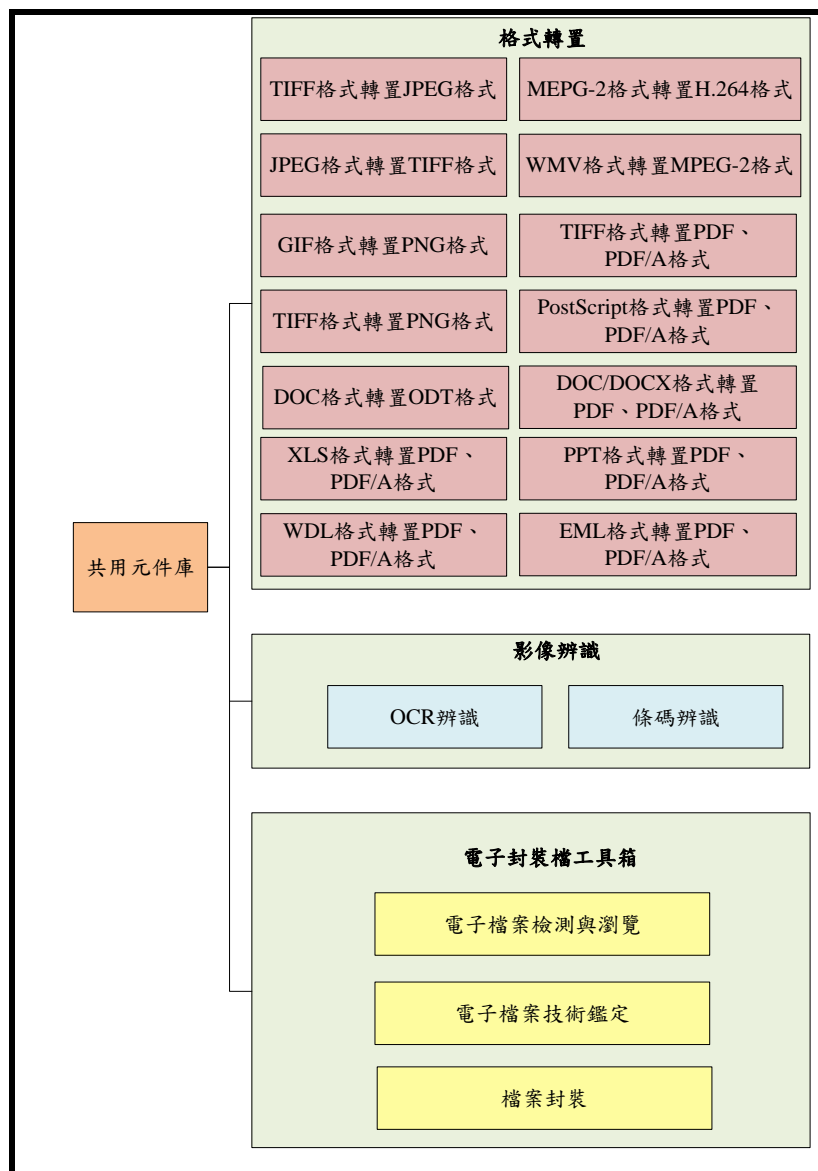 格式轉置
TIFF格式轉置JPEG格式
MEPG-2格式轉置H.264格式
JPEG格式轉置TIFF格式
WMV格式轉置MPEG-2格式
GIF格式轉置PNG格式
TIFF格式轉置PDF、
PDF/A格式
TIFF格式轉置PNG格式
PostScript格式轉置PDF、
PDF/A格式
DOC格式轉置ODT格式
DOC/DOCX格式轉置
PDF、PDF/A格式
XLS格式轉置PDF、
PDF/A格式
PPT格式轉置PDF、
PDF/A格式
WDL格式轉置PDF、
PDF/A格式
EML格式轉置PDF、
PDF/A格式
共用元件庫
影像辨識
OCR辨識
條碼辨識
電子封裝檔工具箱
電子檔案檢測與瀏覽
電子檔案技術鑑定
檔案封裝